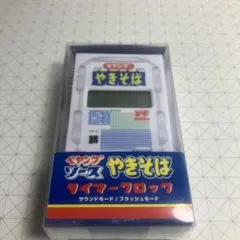 ペヤング
やきそば
ペヤング
ソース やきそば
タイマークロック
サウンドモード / フラッシュモード